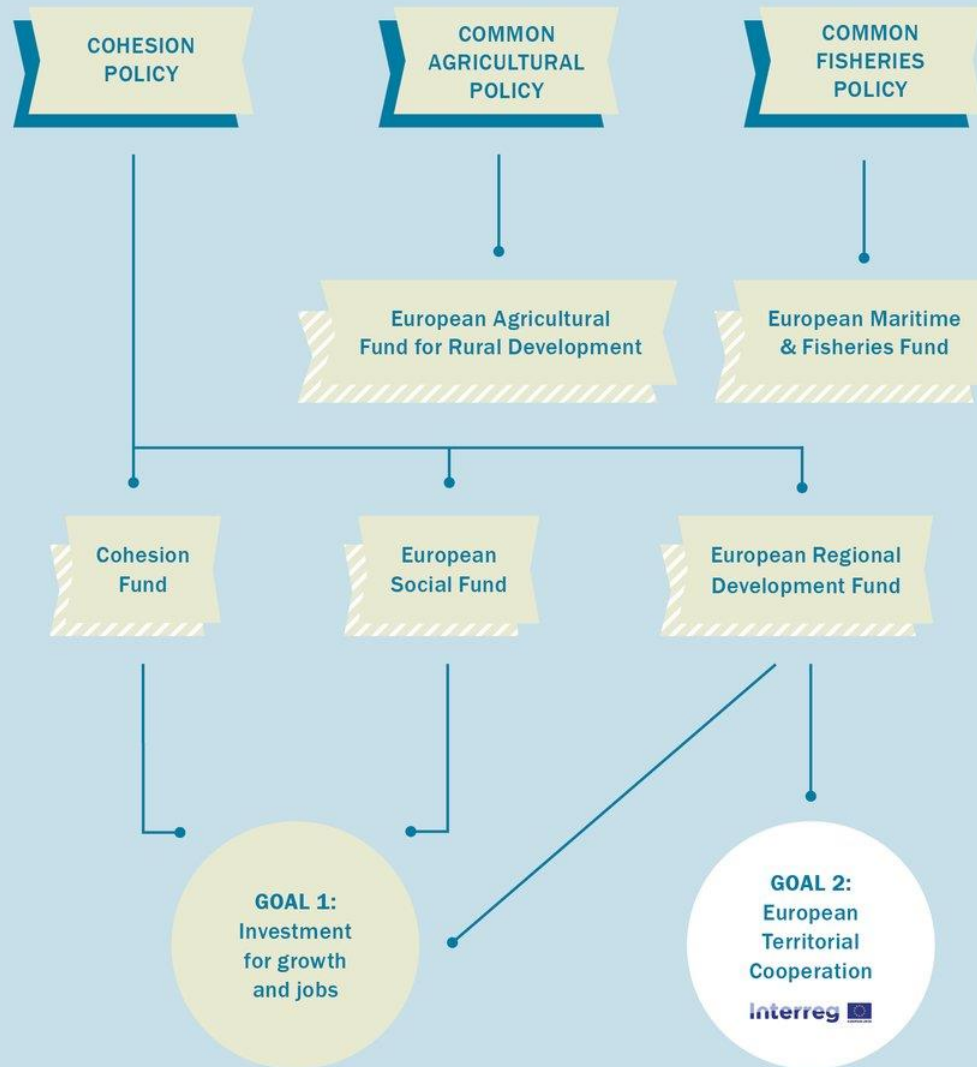 COHESION
POLICY
COMMON
AGRICULTURAL
POLICY
COMMON
FISHERIES
POLICY
European Agricultural
Fund for Rural Development
European Maritime
& Fisheries Fund
Cohesion
Fund
European
Social Fund
European Regional
Development Fund
GOAL 1:
Investment
for growth
and jobs
GOAL 2:
European
Territorial
Cooperation
Interreg